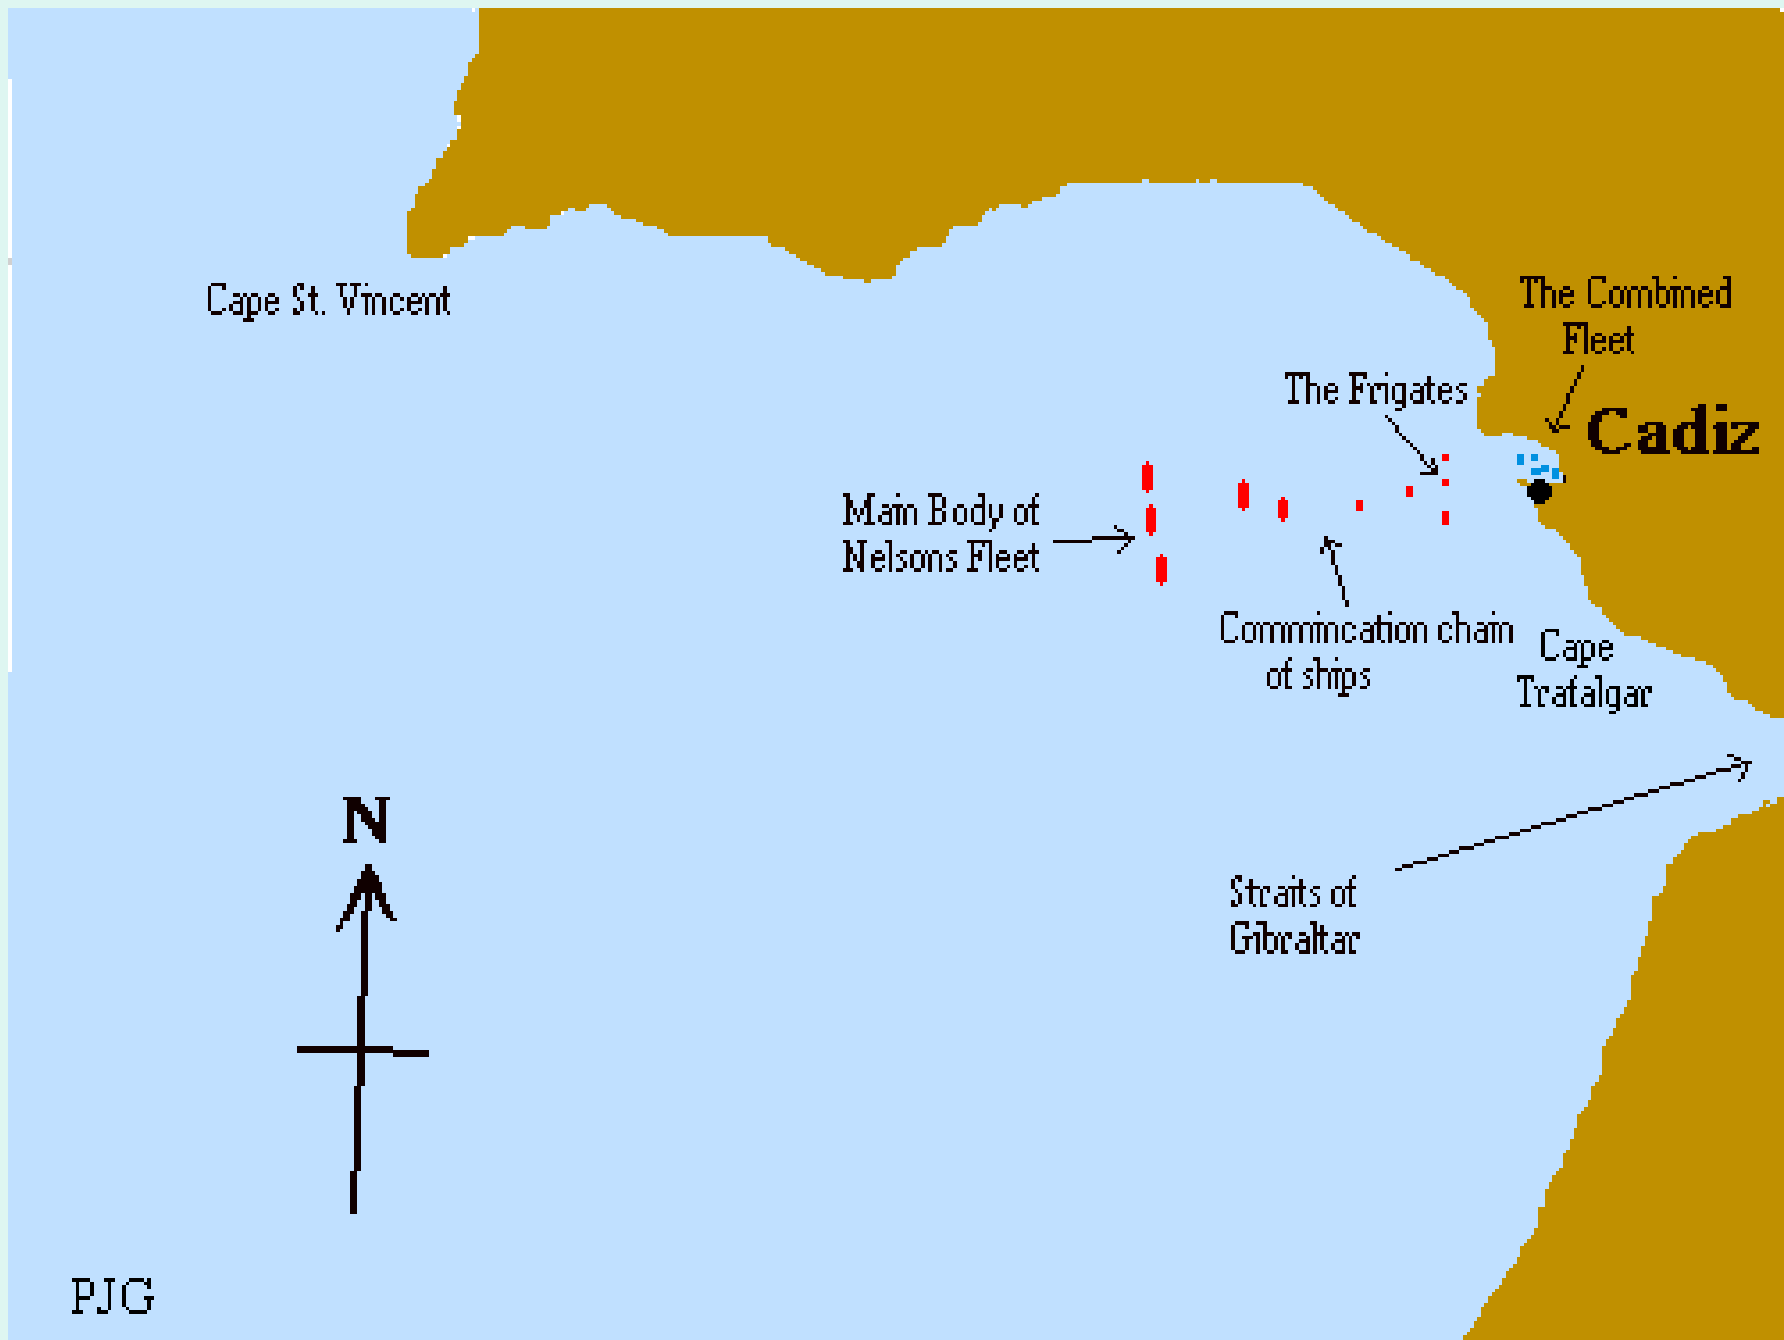 Cape St. Vincent
The Combined
Fleet
The Frigates
Cadiz
Main Body of
Nelsons Fleet
Commincation chain
of ships
Cape
Trafalgar
N
Straits of
Gibraltar
PJG